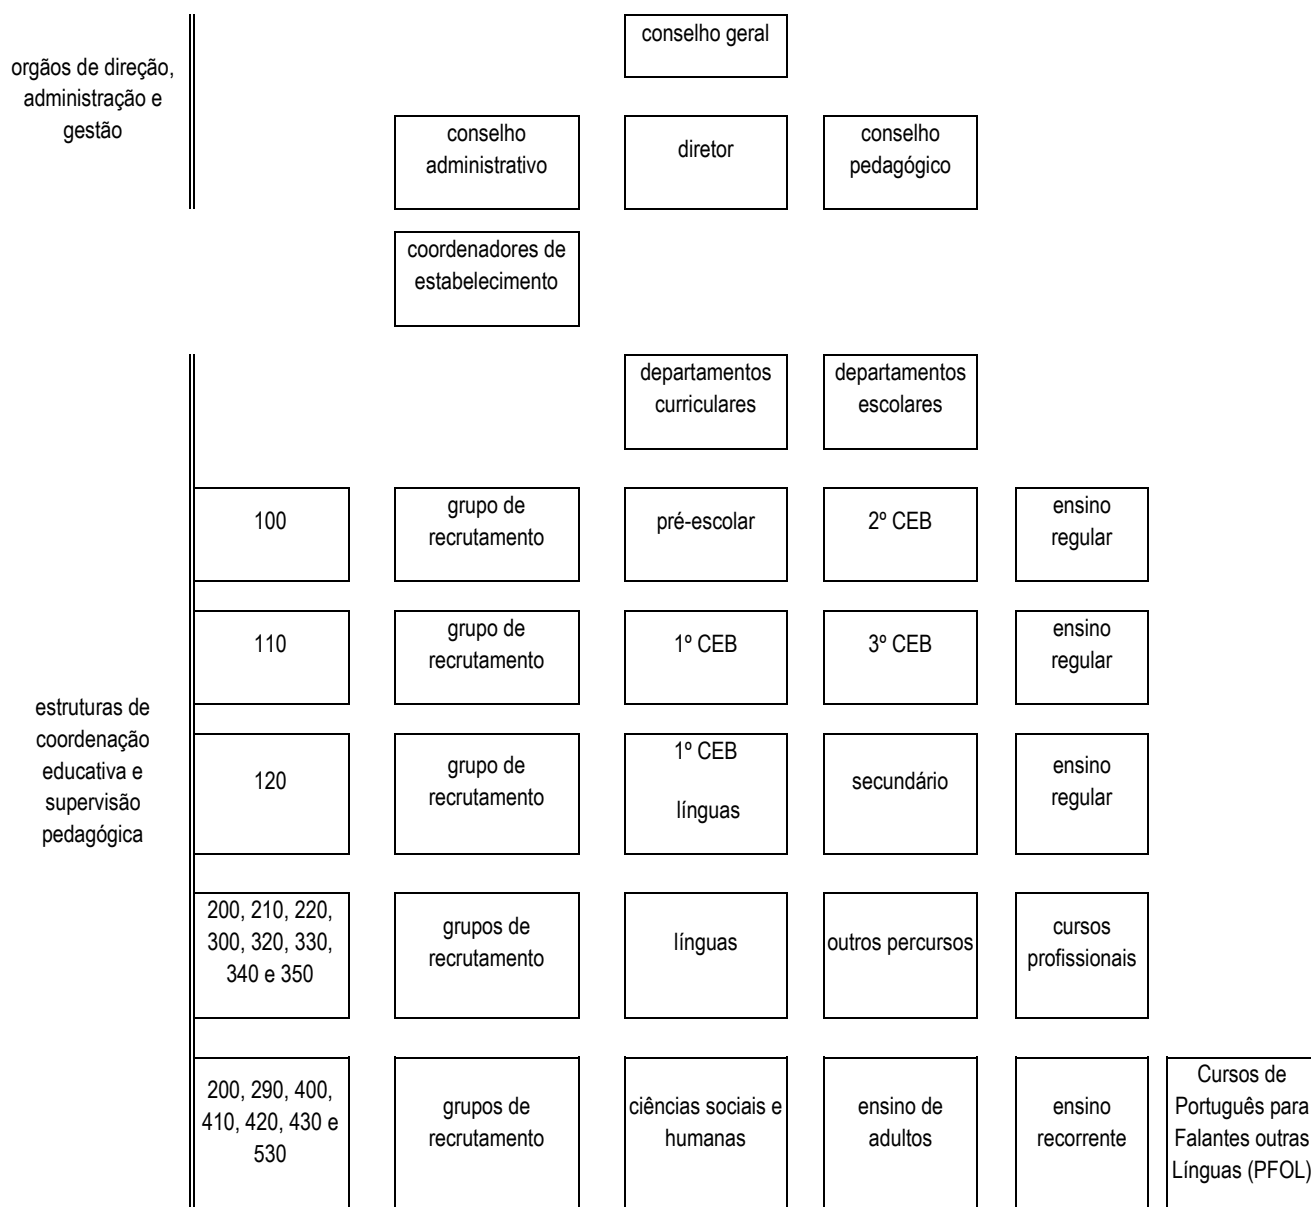 conselho geral
orgãos de direção,
administração e
gestão
conselho
administrativo
diretor
conselho
pedagógico
coordenadores de
estabelecimento
departamentos
curriculares
departamentos
escolares
100
grupo de
recrutamento
pré-escolar
2º CEB
ensino
regular
110
grupo de
recrutamento
1º CEB
3º CEB
ensino
regular
estruturas de
coordenação
educativa e
supervisão
pedagógica
120
grupo de
recrutamento
1º CEB
línguas
secundário
ensino
regular
200, 210, 220,
300, 320, 330,
340 e 350
grupos de
recrutamento
línguas
outros percursos
cursos
profissionais
200, 290, 400,
410, 420, 430 e
530
grupos de
recrutamento
ciências sociais e
humanas
ensino de
adultos
ensino
recorrente
Cursos de
Português para
Falantes outras
Línguas (PFOL)